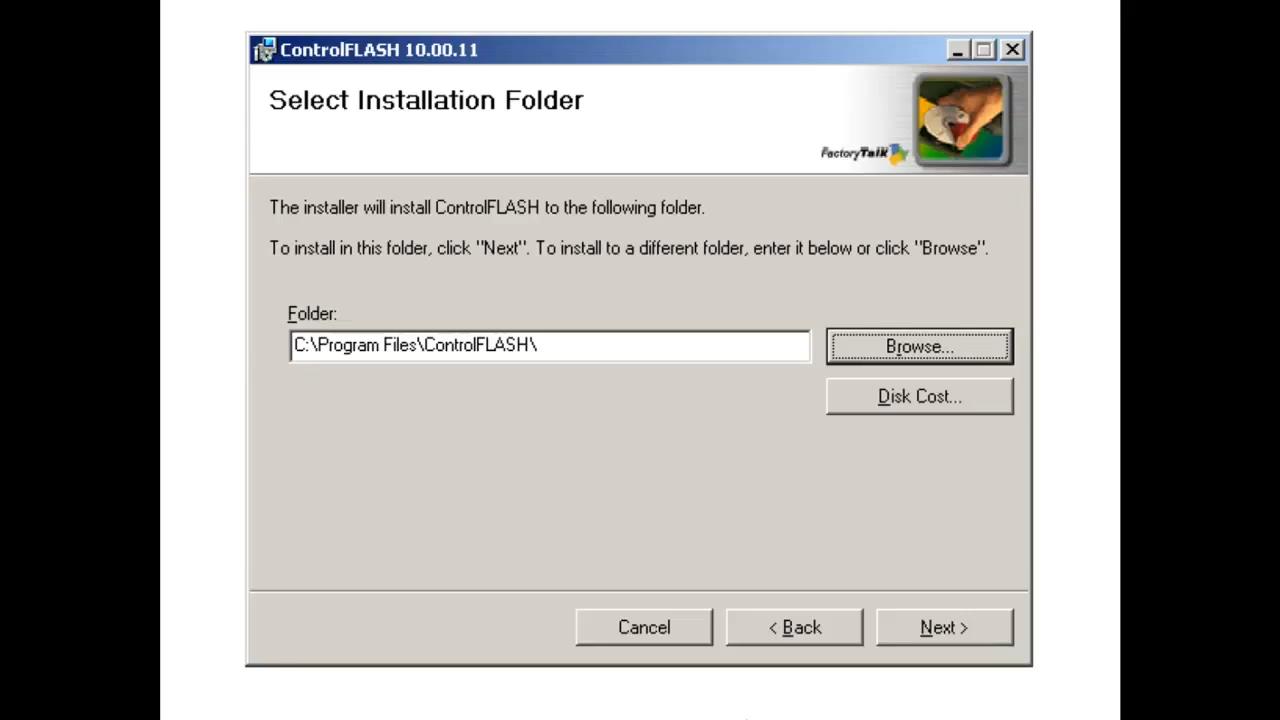 ControlFLASH 10.00.11
Select Installation Folder
FactoryTalk
The installer will install ControlFLASH to the following folder.
To install in this folder, click "Next". To install to a different folder, enter it below or click "Browse".
Folder:
C:\Program Files\ControlFLASH\
Browse...
Disk Cost...
Cancel
< Back
Next >